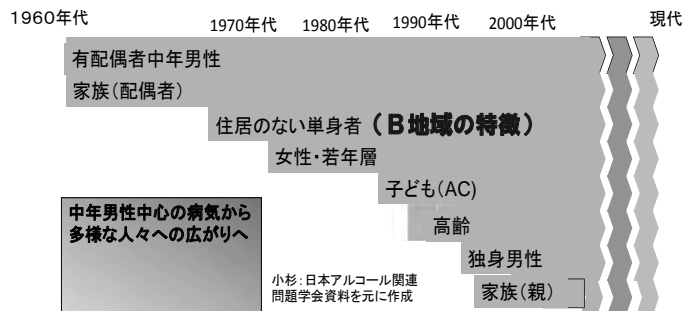 1960年代
1970年代
1980年代
1990年代
2000年代
現代
有配偶者中年男性
家族(配偶者)
住居のない単身者(B地域の特徴)
女性・若年層
子ども(AC)
高齢
独身男性
家族(親)
中年男性中心の病気から
多様な人々への広がりへ
小杉:日本アルコール関連
問題学会資料を元に作成